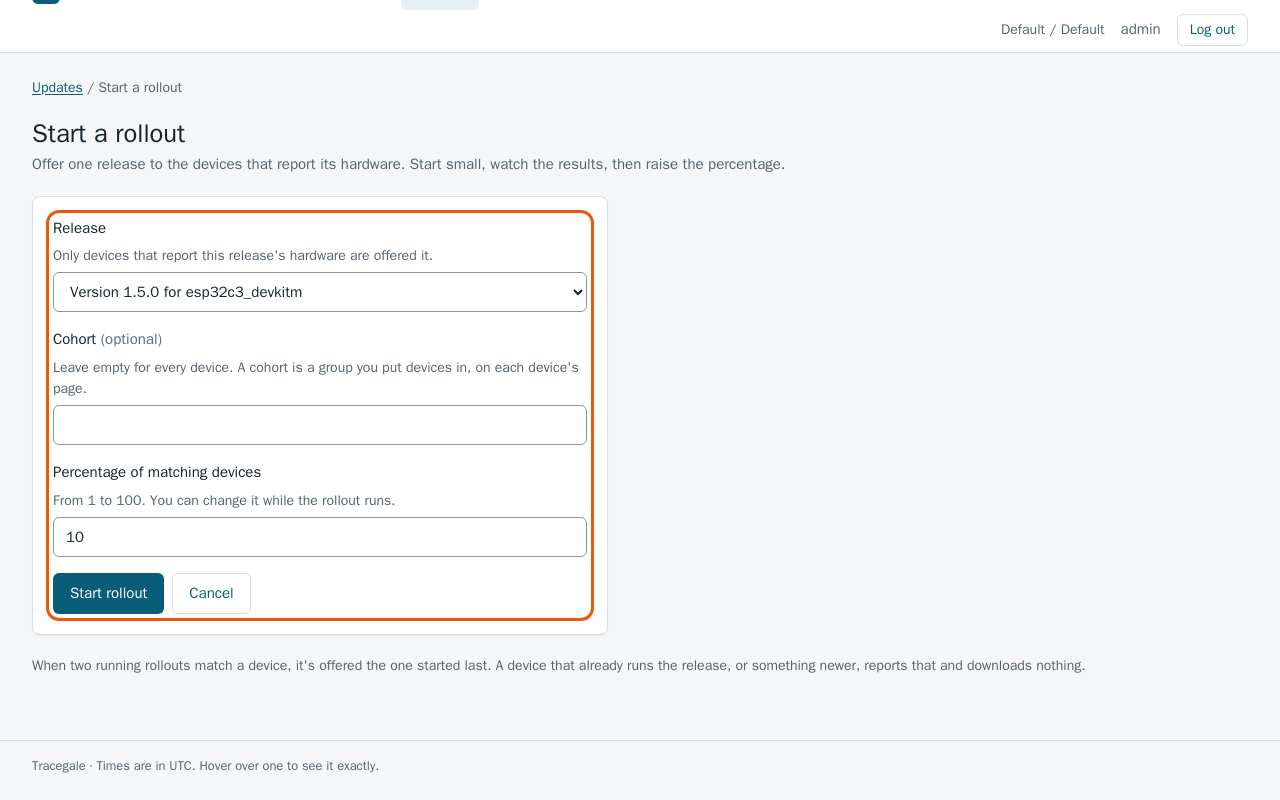 Default / Default admin Log out
Updates / Start a rollout
Start a rollout
Offer one release to the devices that report its hardware. Start small, watch the results, then raise the percentage.
Release
Only devices that report this release's hardware are offered it.
Version 1.5.0 for esp32c3_devkitm
Cohort (optional)
Leave empty for every device. A cohort is a group you put devices in, on each device's
page.
Percentage of matching devices
From 1 to 100. You can change it while the rollout runs.
10
Start rollout Cancel
When two running rollouts match a device, it's offered the one started last. A device that already runs the release, or something newer, reports that and downloads nothing.
Tracegale · Times are in UTC. Hover over one to see it exactly.